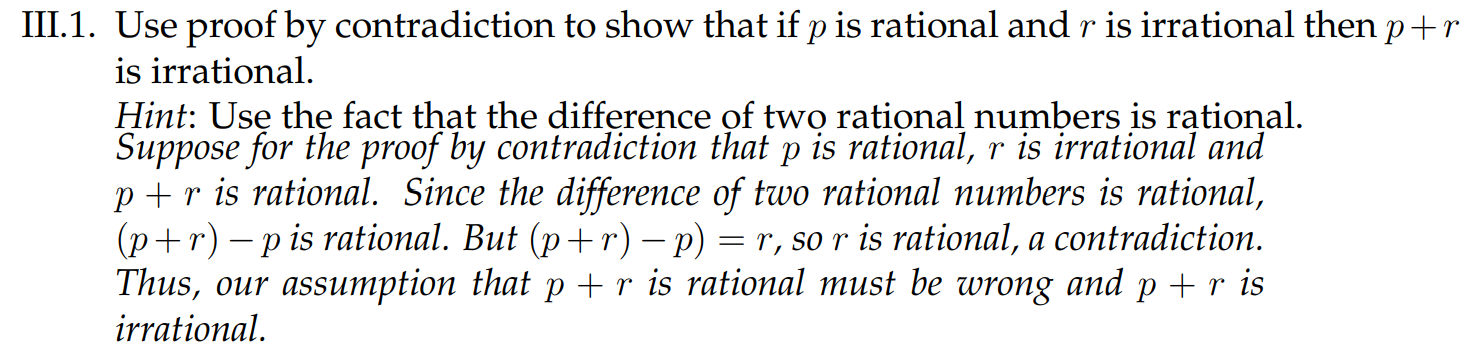 III.1. Use proof by contradiction to show that if p is rational and r is irrational then p+r
is irrational.
Hint: Use the fact that the difference of two rational numbers is rational.
Suppose for the proof by contradiction that p is rational, r is irrational and
p + r is rational. Since the difference of two rational numbers is rational,
(p+r) − p is rational. But (p+r) − p) = r, so r is rational, a contradiction.
Thus, our assumption that p + r is rational must be wrong and p + r is
irrational.